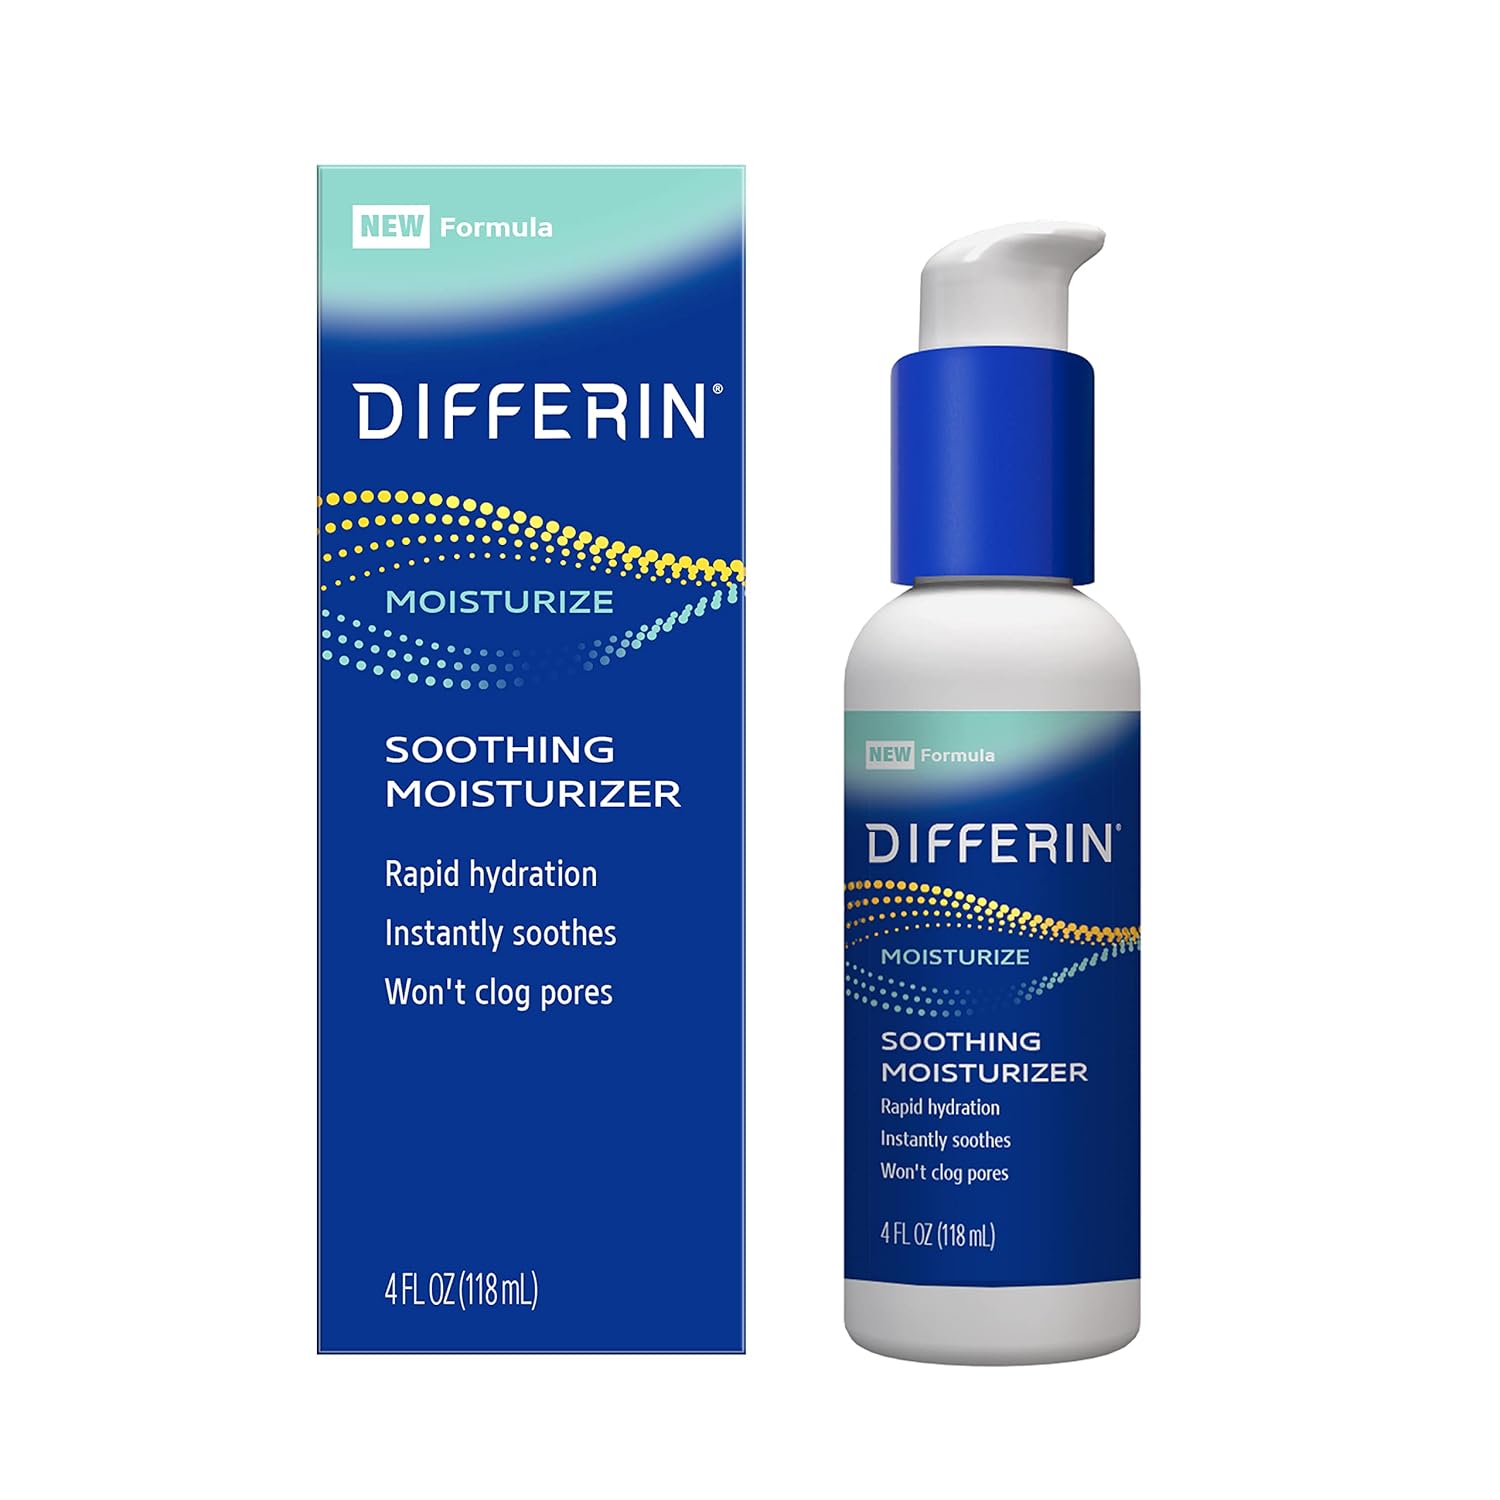 NEW Formula
DIFFERIN®
MOISTURIZE
SOOTHING
MOISTURIZER
Rapid hydration
Instantly soothes
Won't clog pores
4 FL OZ (118 mL)
NEW Formula
DIFFERIN®
MOISTURIZE
SOOTHING
MOISTURIZER
Rapid hydration
Instantly soothes
Won't clog pores
4 FL OZ (118 mL)